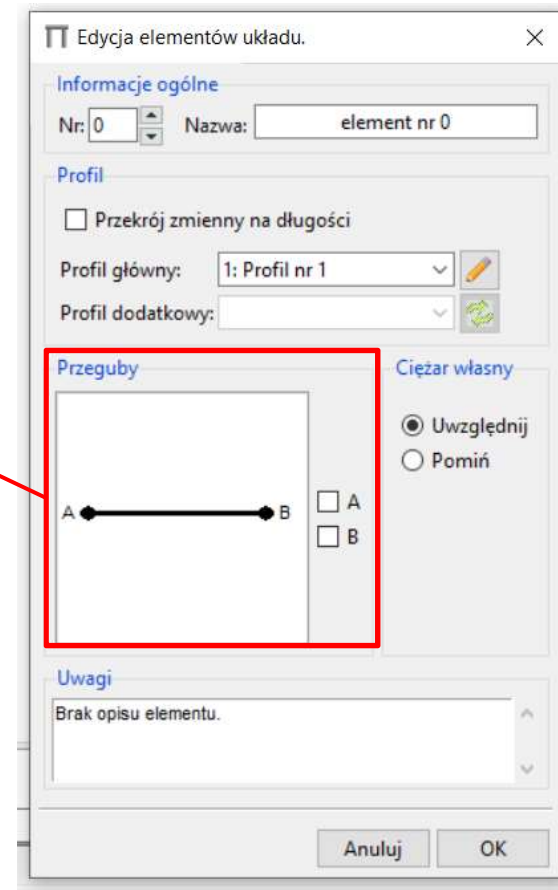 Edycja elementów układu.
Informacje ogólne
Nr: 0 Nazwa: element nr 0
Profil
Przekrój zmienny na długości
Profil główny: 1: Profil nr 1
Profil dodatkowy:
Przeguby
A B
A
B
Ciężar własny
Uwzględnij
Pomiń
Uwagi
Brak opisu elementu.
Anuluj OK